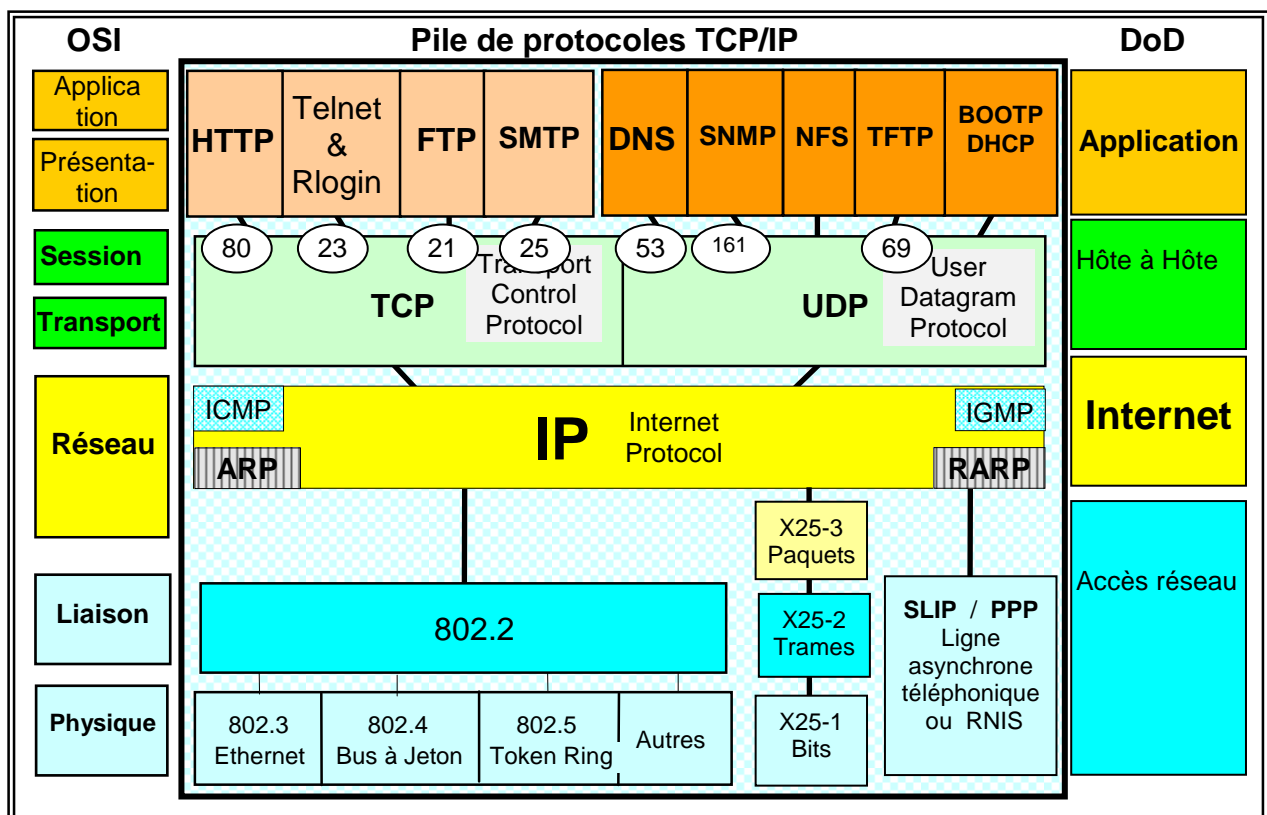 OSI
Pile de protocoles TCP/IP
DoD
Applica
tion
Présenta-
tion
Session
Transport
Réseau
Liaison
Physique
HTTP
Telnet
&
Rlogin
FTP
SMTP
DNS
SNMP
NFS
TFTP
BOOTP
DHCP
80
23
21
25
53
161
69
TCP
Transport
Control
Protocol
UDP
User
Datagram
Protocol
ICMP
IGMP
IP
Internet
Protocol
ARP
RARP
X25-3
Paquets
802.2
X25-2
Trames
SLIP / PPP
Ligne
asynchrone
téléphonique
ou RNIS
802.3
Ethernet
802.4
Bus à Jeton
802.5
Token Ring
Autres
X25-1
Bits
Application
Hôte à Hôte
Internet
Accès réseau